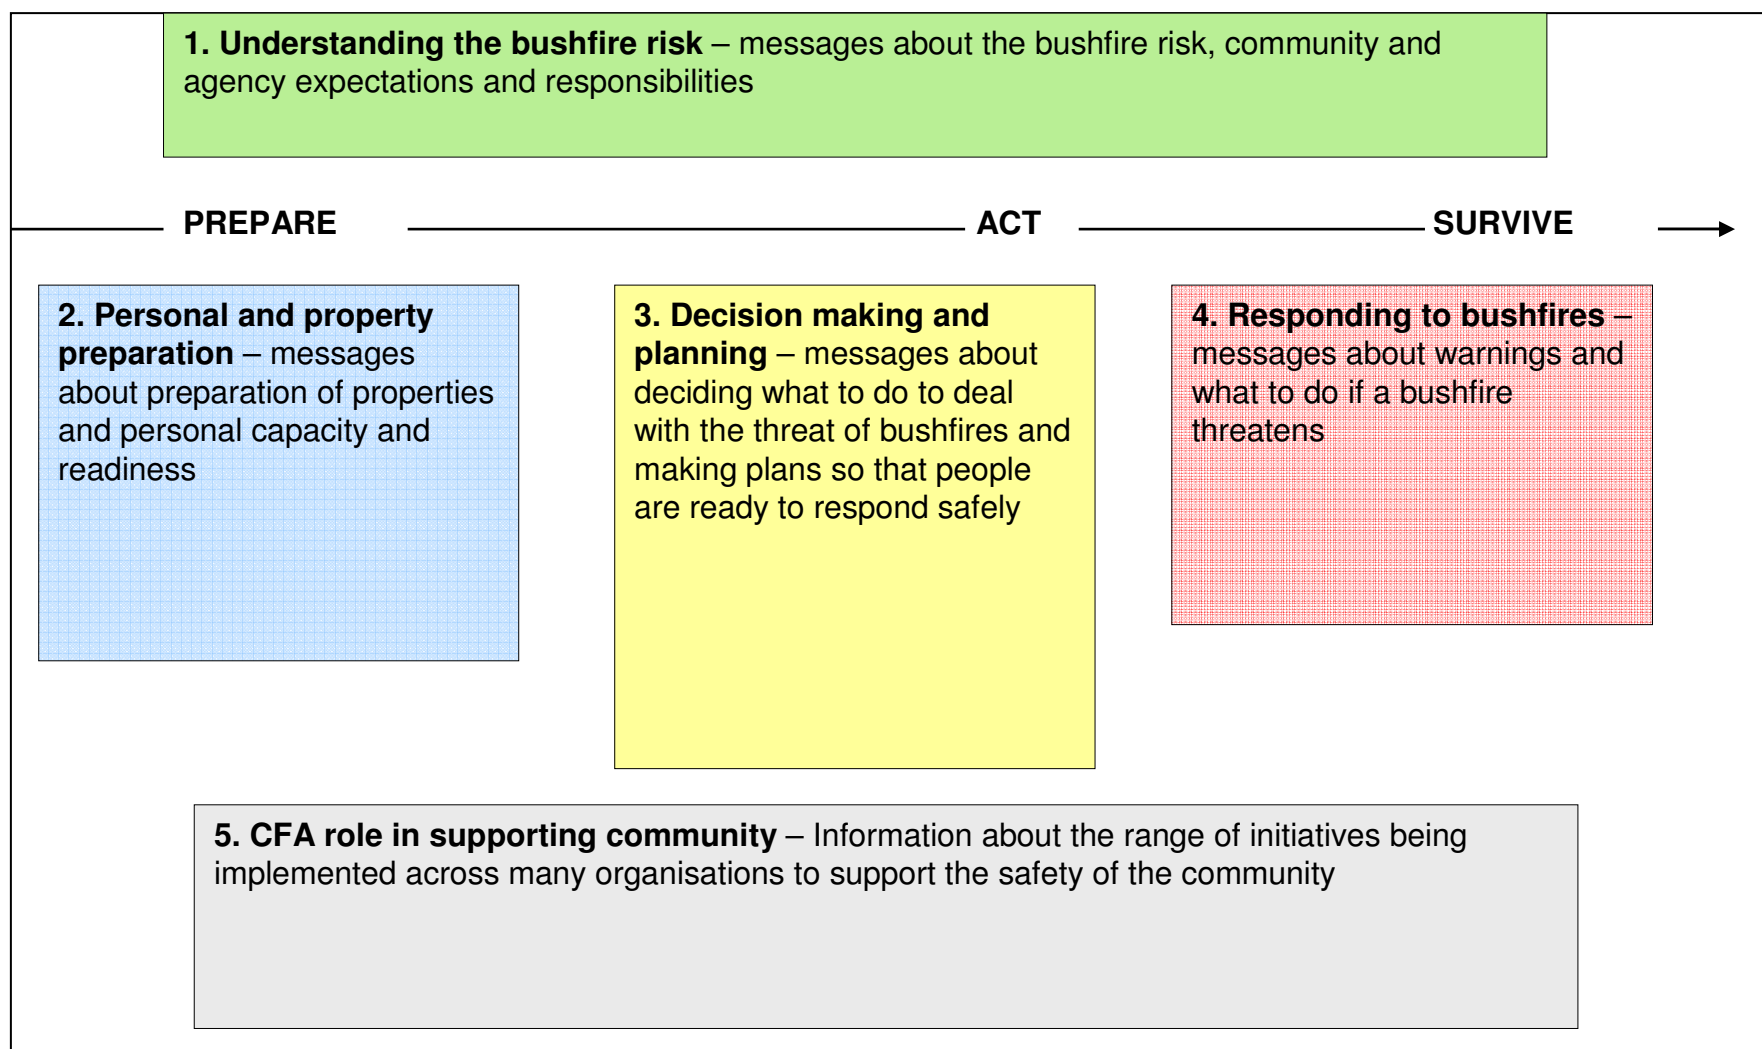 1. Understanding the bushfire risk – messages about the bushfire risk, community and
agency expectations and responsibilities
PREPARE ACT SURVIVE
2. Personal and property
preparation – messages
about preparation of properties
and personal capacity and
readiness
3. Decision making and
planning – messages about
deciding what to do to deal
with the threat of bushfires and
making plans so that people
are ready to respond safely
4. Responding to bushfires –
messages about warnings and
what to do if a bushfire
threatens
5. CFA role in supporting community – Information about the range of initiatives being
implemented across many organisations to support the safety of the community